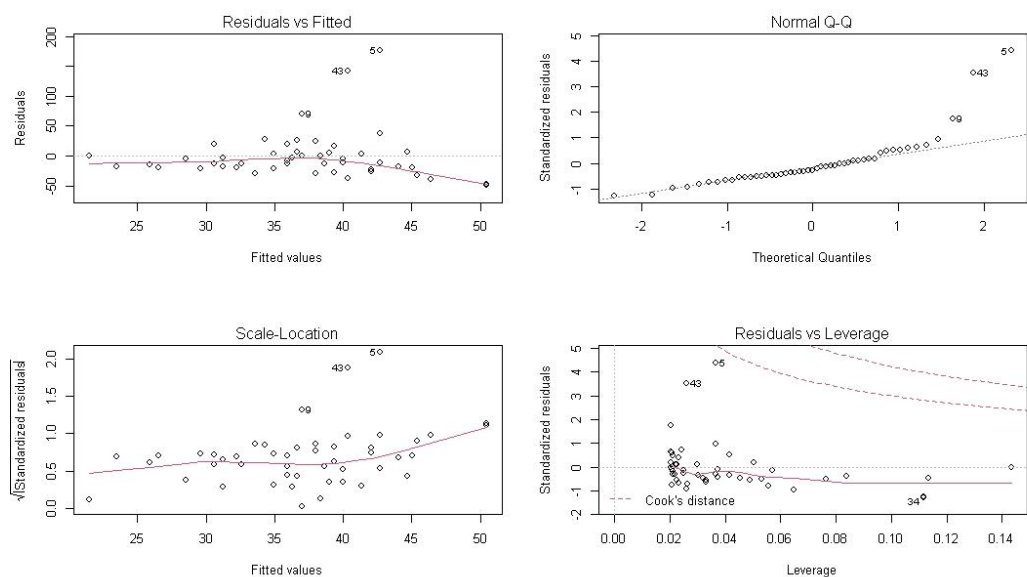 Residuals vs Fitted
Residuals
200
100
50
0
-50
5
43
25 30 35 40 45 50
Fitted values
Normal Q-Q
Standardized residuals
5
4
3
2
1
0
-1
5
43
-2 -1 0 1 2
Theoretical Quantiles
Scale-Location
√|Standardized residuals|
2.0
1.5
1.0
0.5
0.0
5
43
25 30 35 40 45 50
Fitted values
Residuals vs Leverage
Standardized residuals
5
4
3
2
1
0
-1
-2
5
43
34
Cook's distance
0.00 0.02 0.04 0.06 0.08 0.10 0.12 0.14
Leverage